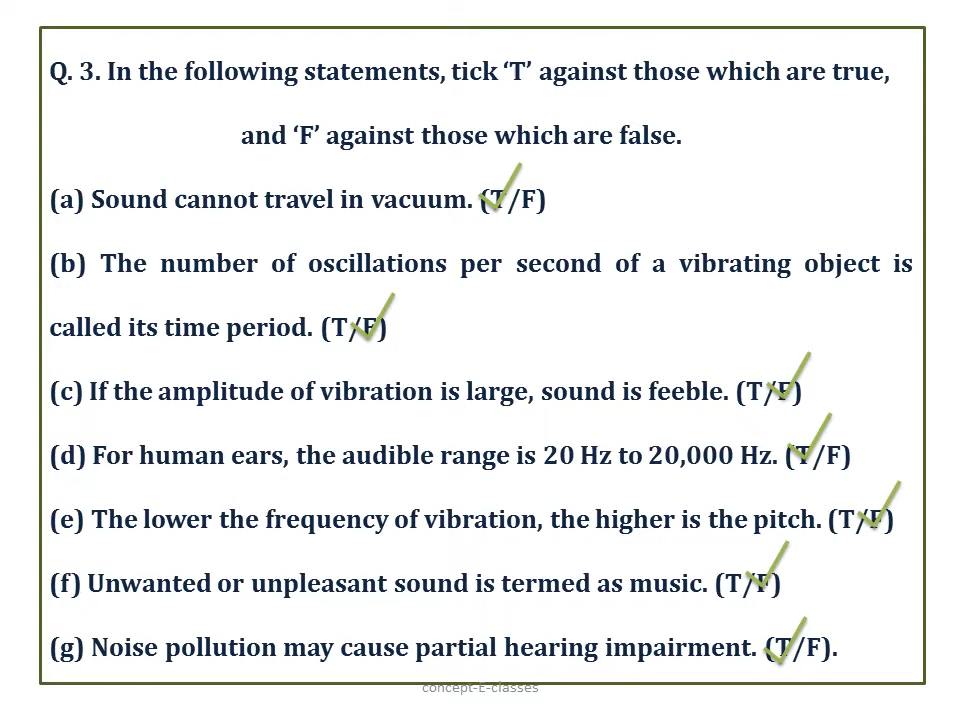 Q. 3. In the following statements, tick ‘T’ against those which are true,
and ‘F’ against those which are false.
(a) Sound cannot travel in vacuum. (T/F)
(b) The number of oscillations per second of a vibrating object is
called its time period. (T/F)
(c) If the amplitude of vibration is large, sound is feeble. (T/F)
(d) For human ears, the audible range is 20 Hz to 20,000 Hz. (T/F)
(e) The lower the frequency of vibration, the higher is the pitch. (T/F)
(f) Unwanted or unpleasant sound is termed as music. (T/F)
(g) Noise pollution may cause partial hearing impairment. (T/F).
concept-E-classes